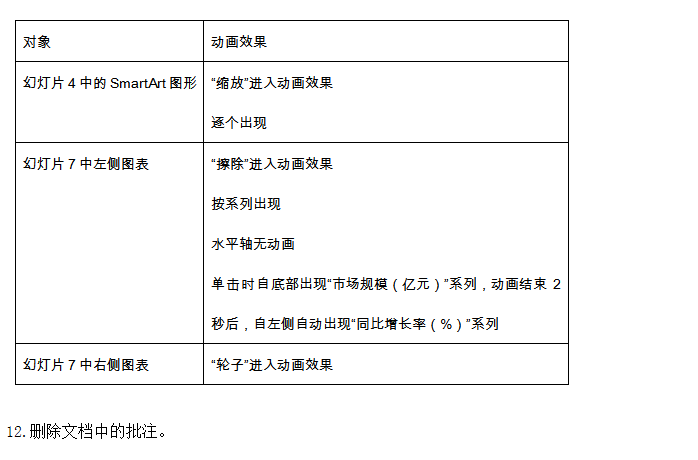 对象 动画效果
幻灯片 4 中的 SmartArt 图形 “缩放”进入动画效果
逐个出现
幻灯片 7 中左侧图表 “擦除”进入动画效果
按系列出现
水平轴无动画
单击时自底部出现“市场规模（亿元）”系列，动画结束 2
秒后，自左侧自动出现“同比增长率（%）”系列
幻灯片 7 中右侧图表 “轮子”进入动画效果
12.删除文档中的批注。